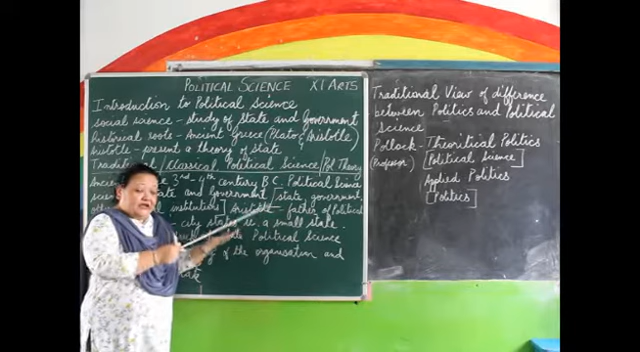 POLITICAL SCIENCE XI ARTS
Introduction to Political Science
social science - study of State and Government
historical roots - Ancient Greece (Plato & Aristotle)
Aristotle - present a theory of State
Classical Political Science / Pol Theory
3rd - 4th century B.C. Political Science
state and government / state government,
institutions Aristotle - father of Political
- city states ie. a small state.
Political Science
of the organisation and
Traditional View of difference
between Politics and Political
Science
Pollock - Theoritical Politics
(Professor) [Political Science]
Applied Politics
[Politics]